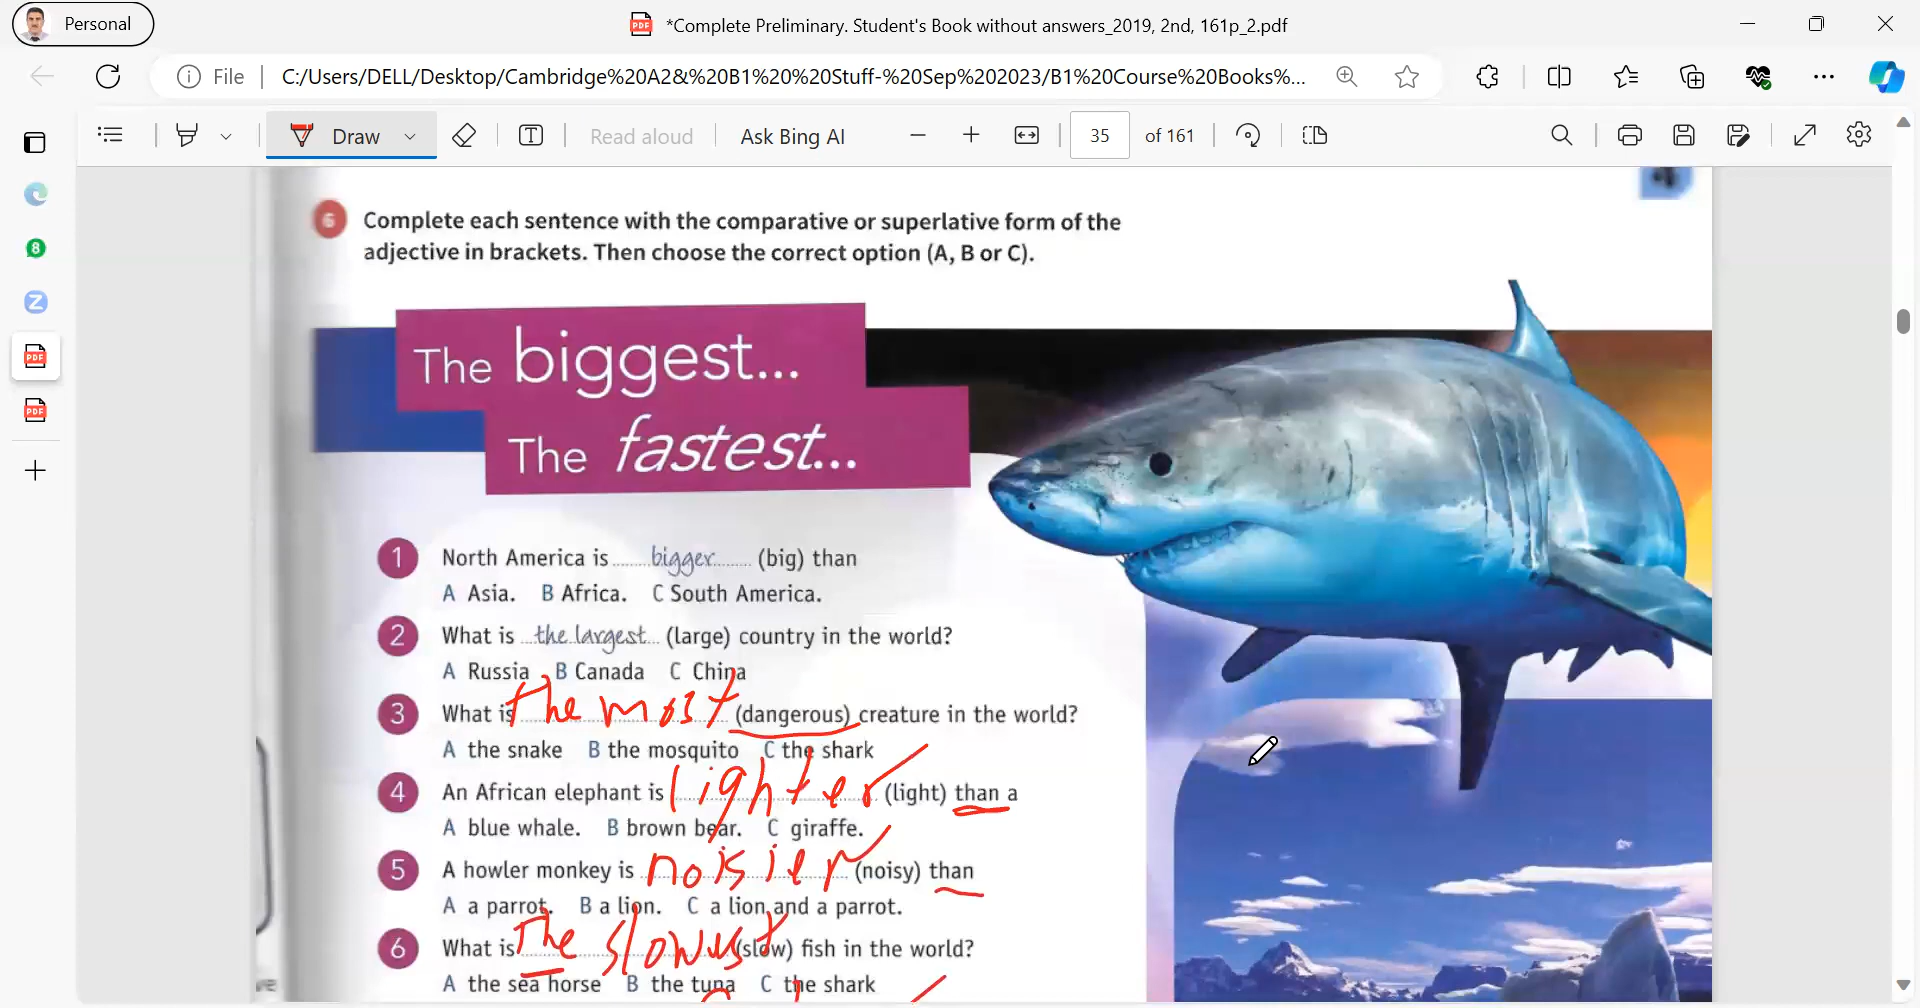 Personal
*Complete Preliminary. Student's Book without answers_2019, 2nd, 161p_2.pdf
File C:/Users/DELL/Desktop/Cambridge%20A2&%20B1%20%20Stuff-%20Sep%202023/B1%20Course%20Books%...
Draw Read aloud Ask Bing AI 35 of 161
4
6 Complete each sentence with the comparative or superlative form of the
adjective in brackets. Then choose the correct option (A, B or C).
The biggest...
The fastest...
1 North America is bigger (big) than
A Asia. B Africa. C South America.
2 What is the largest (large) country in the world?
A Russia B Canada C China
3 What is the most (dangerous) creature in the world?
A the snake B the mosquito C the shark
4 An African elephant is lighter (light) than a
A blue whale. B brown bear. C giraffe.
5 A howler monkey is noisier (noisy) than
A a parrot. B a lion. C a lion and a parrot.
6 What is The slowest (slow) fish in the world?
A the sea horse B the tuna C the shark